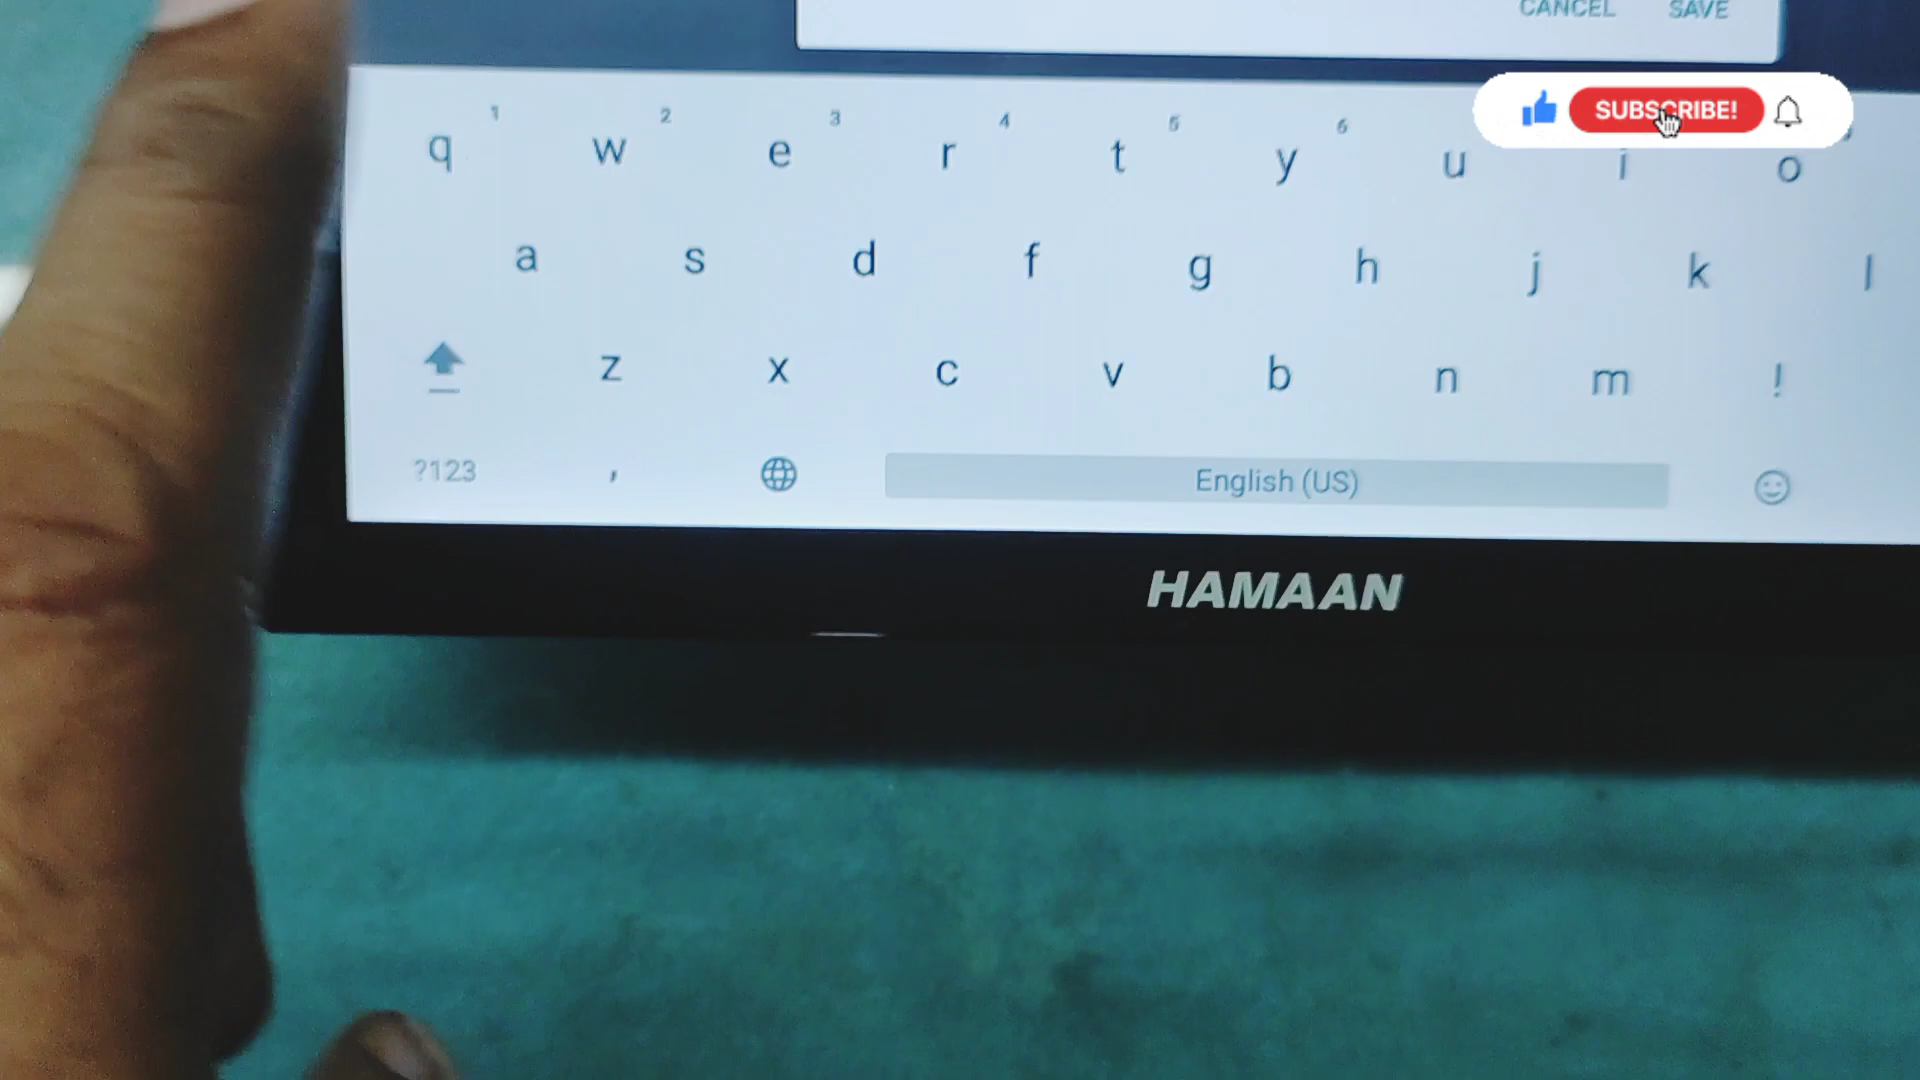 CANCEL SAVE
SUBSCRIBE!
1 2 3 4 5 6
q w e r t y u i o
a s d f g h j k l
z x c v b n m !
?123 , English (US)
HAMAAN